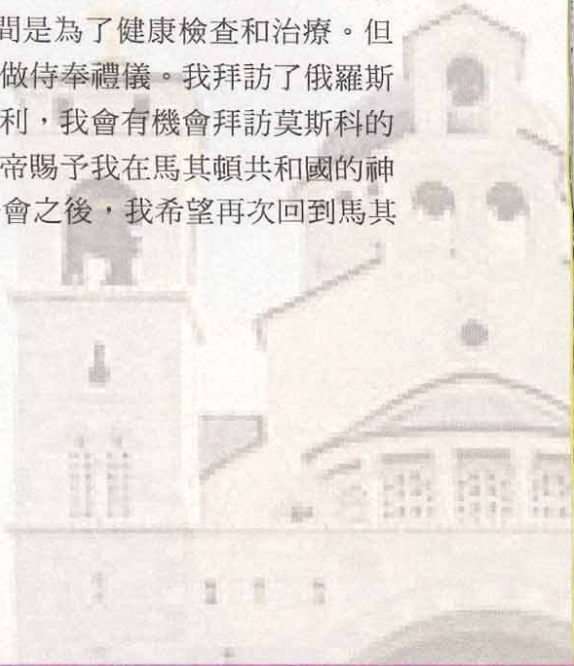 間是為了健康檢查和治療。但
做侍奉禮儀。我拜訪了俄羅斯
利，我會有機會拜訪莫斯科的
帝賜予我在馬其頓共和國的神
會之後，我希望再次回到馬其